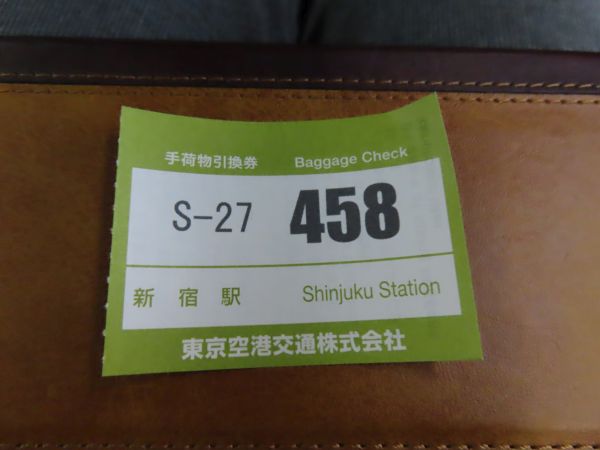 手荷物引換券 Baggage Check
S-27 458
新宿駅 Shinjuku Station
東京空港交通株式会社